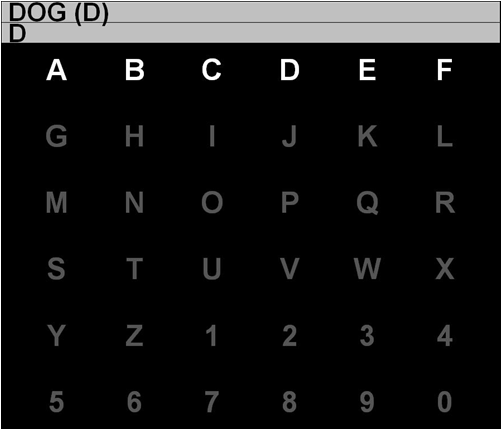 DOG (D)
D
A B C D E F
G H I J K L
M N O P Q R
S T U V W X
Y Z 1 2 3 4
5 6 7 8 9 0